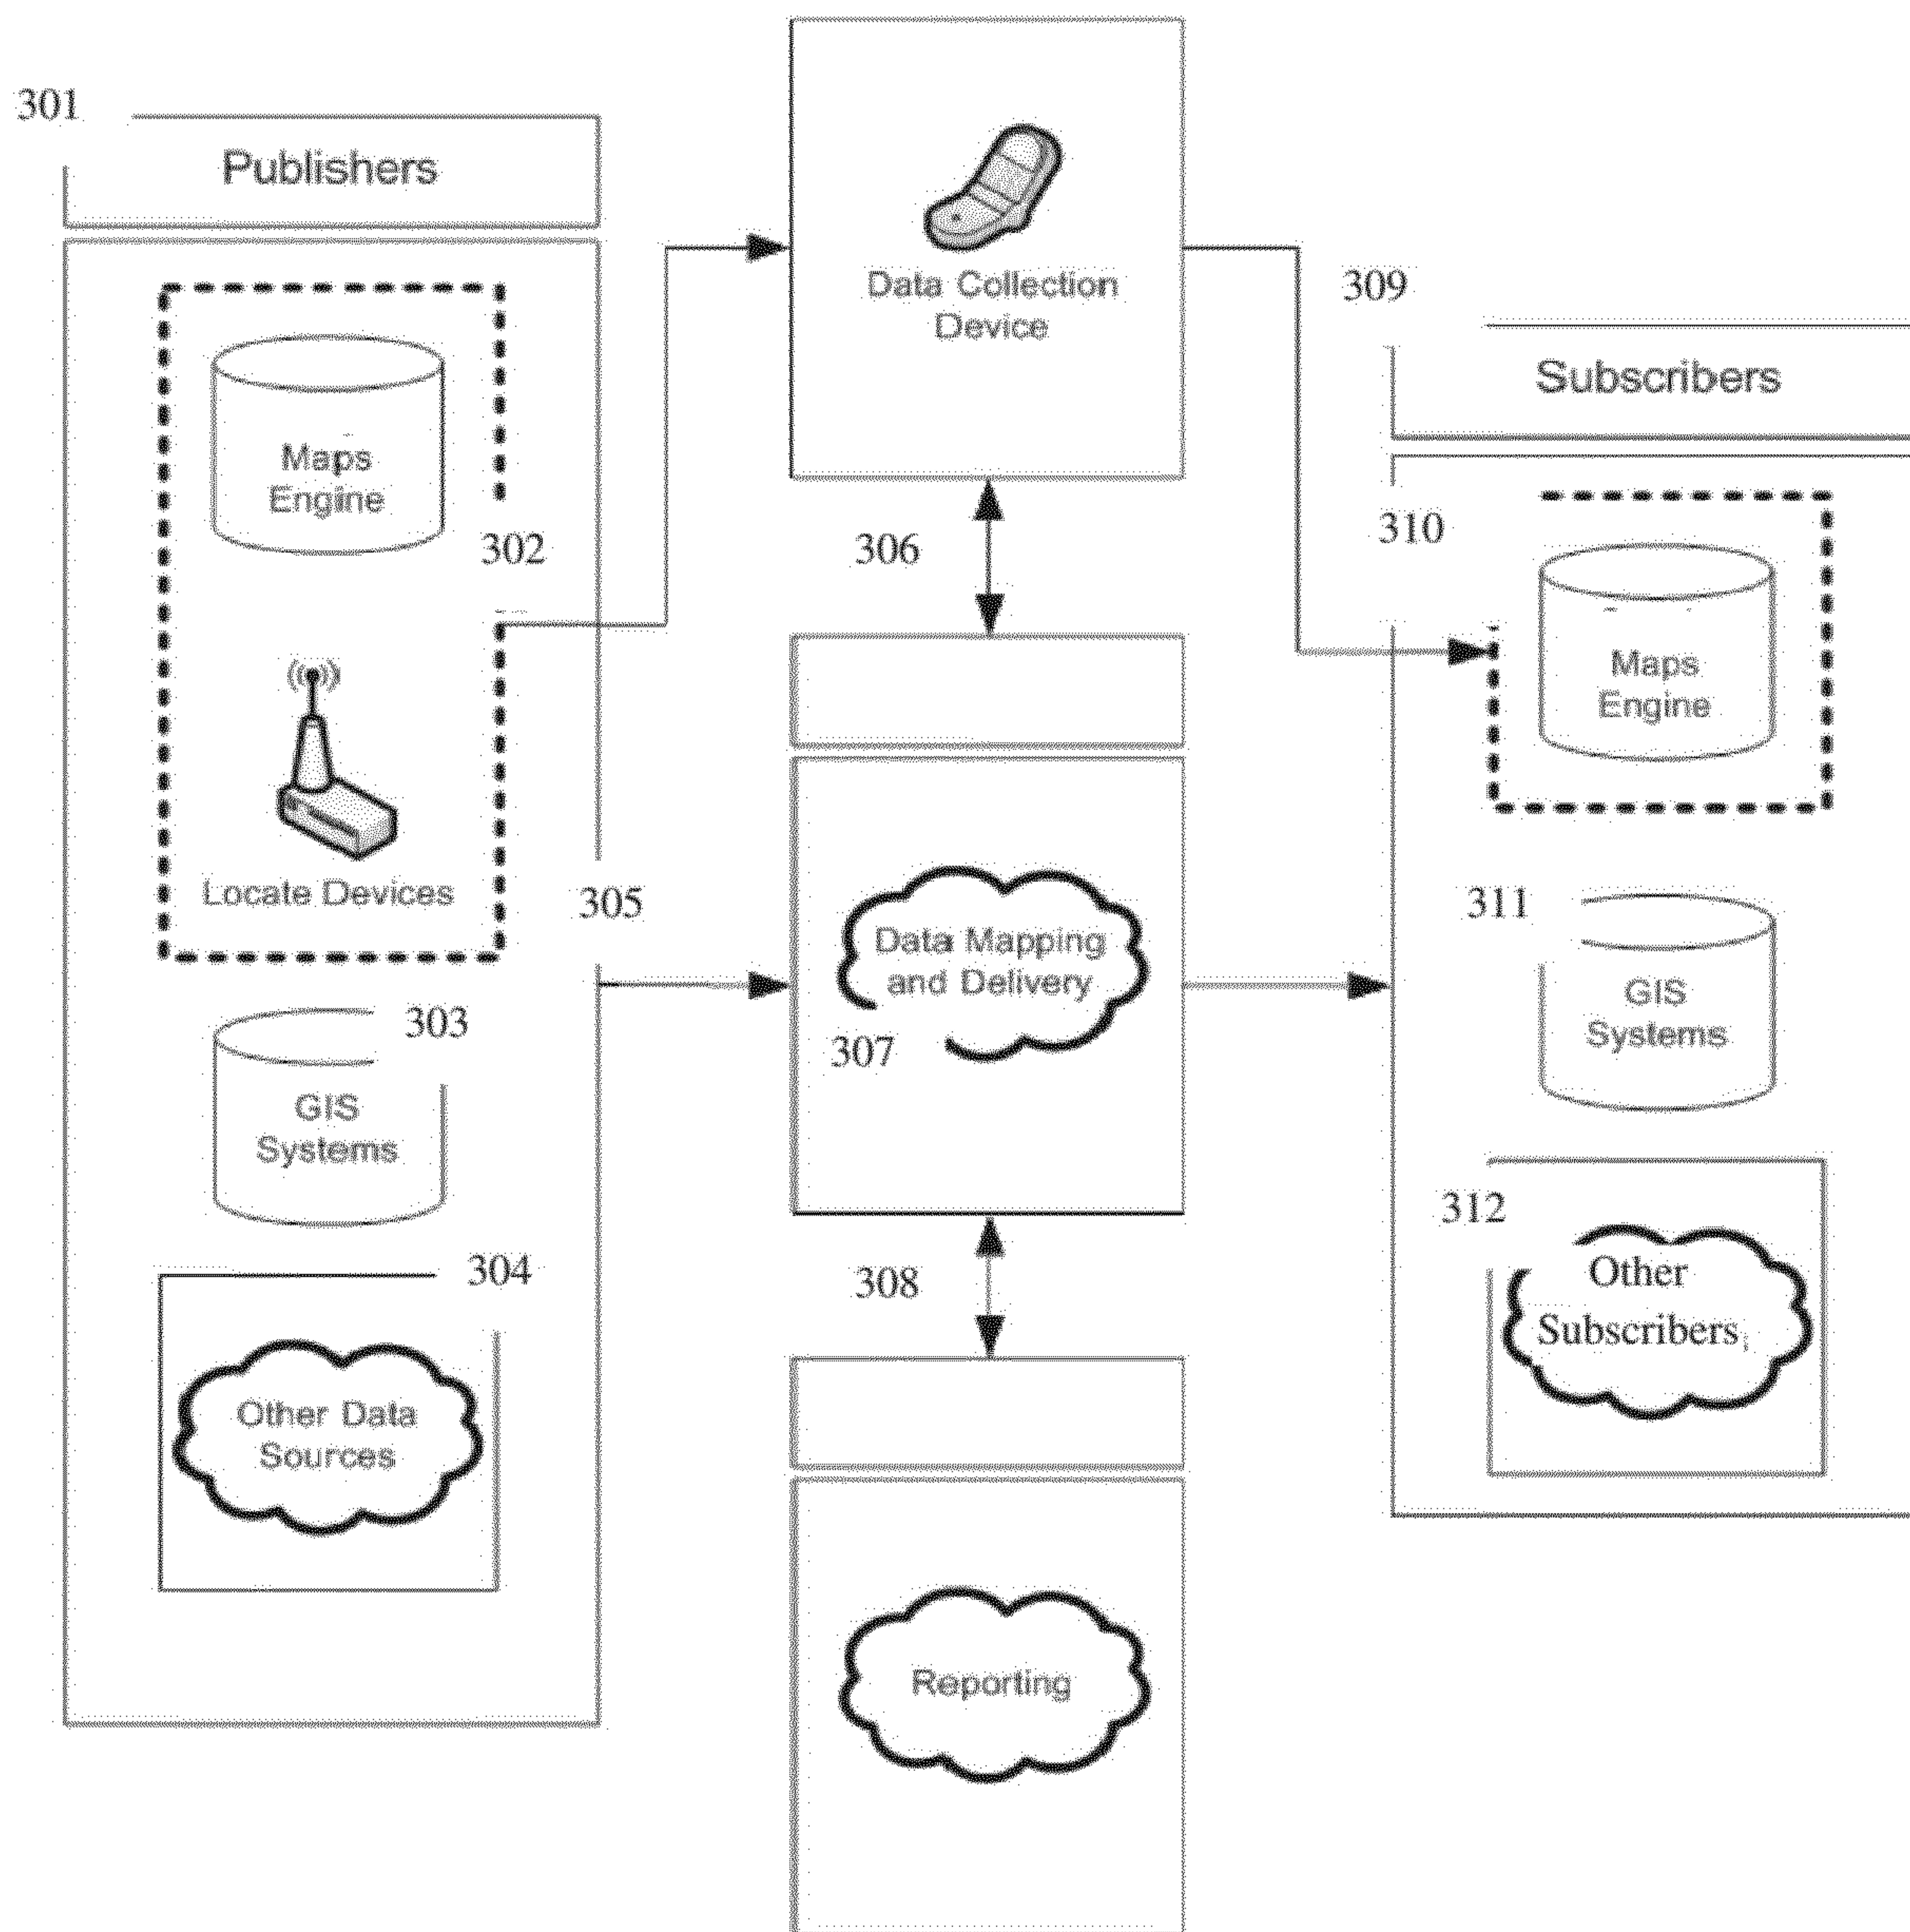 301
Publishers
Maps
Engine
302
Locate Devices
305
303
GIS
Systems
304
Other Data
Sources
Data Collection
Device
306
Data Mapping
and Delivery
307
308
Reporting
309
Subscribers
310
Maps
Engine
311
GIS
Systems
312
Other
Subscribers